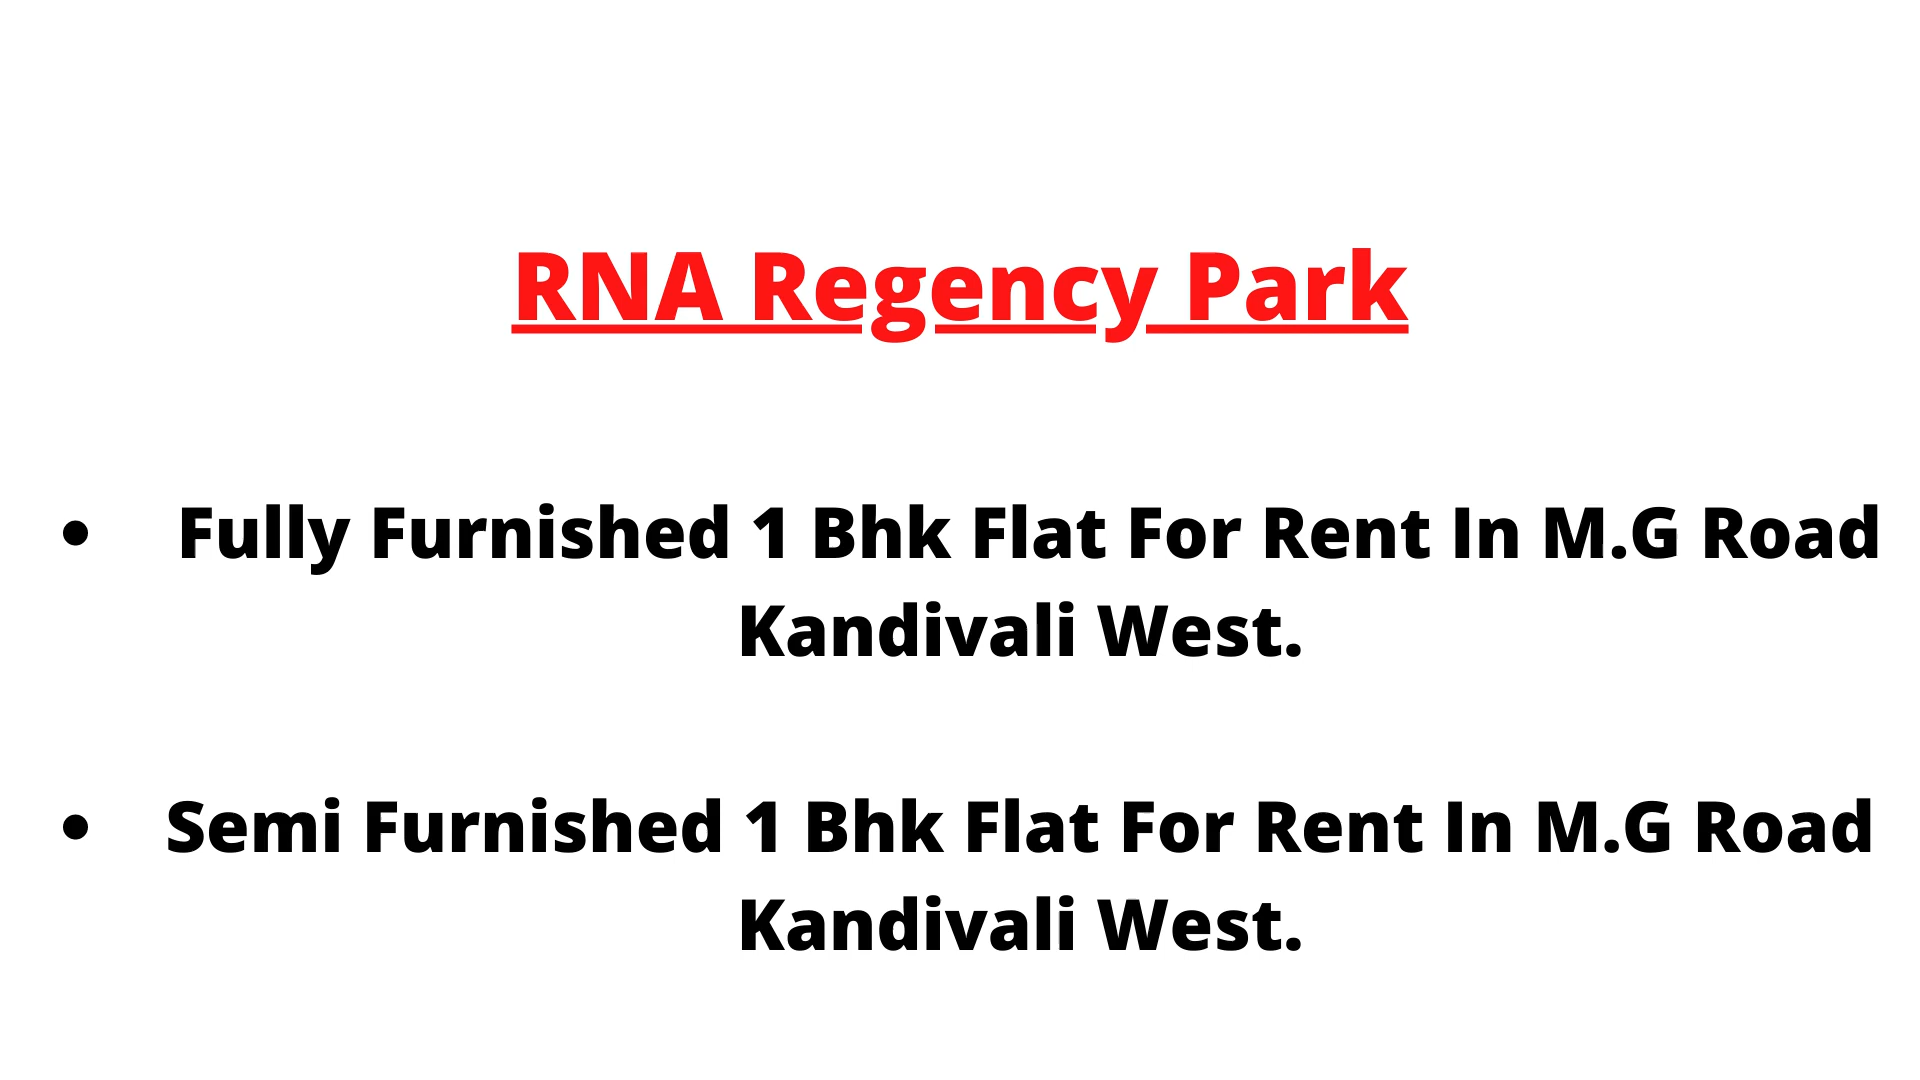 RNA Regency Park
• Fully Furnished 1 Bhk Flat For Rent In M.G Road
Kandivali West.
• Semi Furnished 1 Bhk Flat For Rent In M.G Road
Kandivali West.